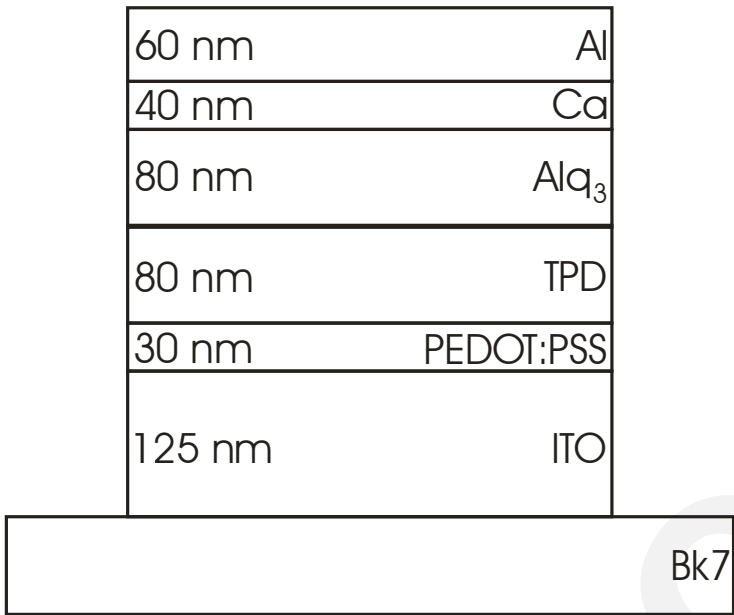 60 nm Al
40 nm Ca
80 nm Alq₃
80 nm TPD
30 nm PEDOT:PSS
125 nm ITO
Bk7